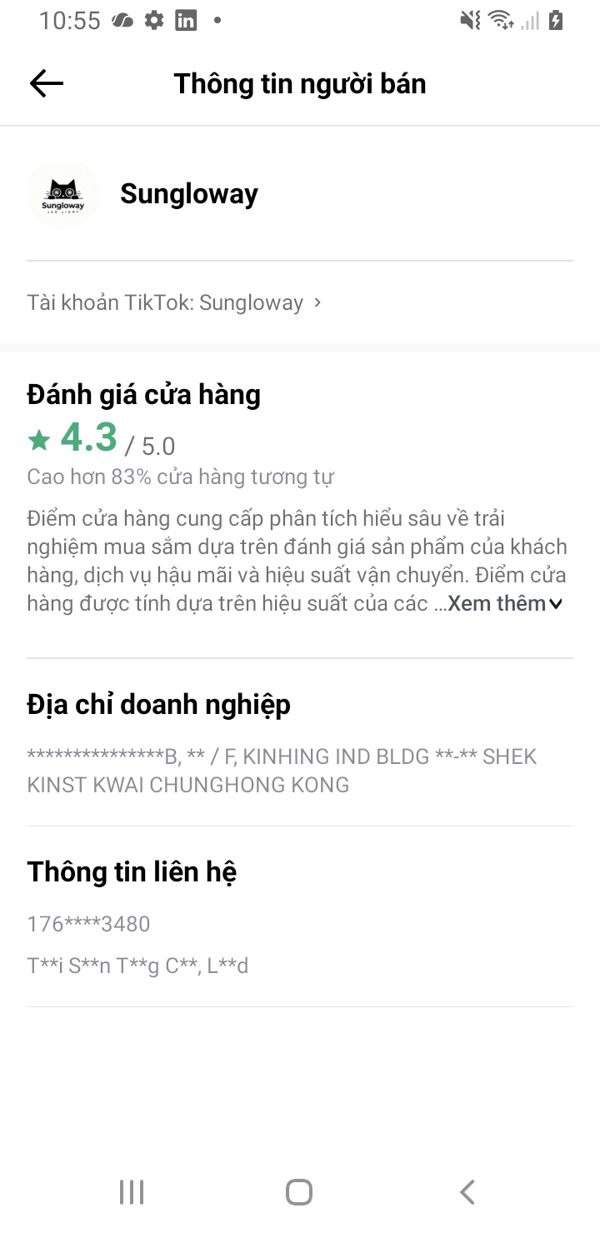 10:55
Thông tin người bán
Sungloway
LED LIGHT
Sungloway
Tài khoản TikTok: Sungloway
Đánh giá cửa hàng
4.3 / 5.0
Cao hơn 83% cửa hàng tương tự
Điểm cửa hàng cung cấp phân tích hiểu sâu về trải
nghiệm mua sắm dựa trên đánh giá sản phẩm của khách
hàng, dịch vụ hậu mãi và hiệu suất vận chuyển. Điểm cửa
hàng được tính dựa trên hiệu suất của các ...Xem thêm
Địa chỉ doanh nghiệp
***************B, ** / F, KINHING IND BLDG **-** SHEK
KINST KWAI CHUNGHONG KONG
Thông tin liên hệ
176****3480
T**i S**n T**g C**, L**d